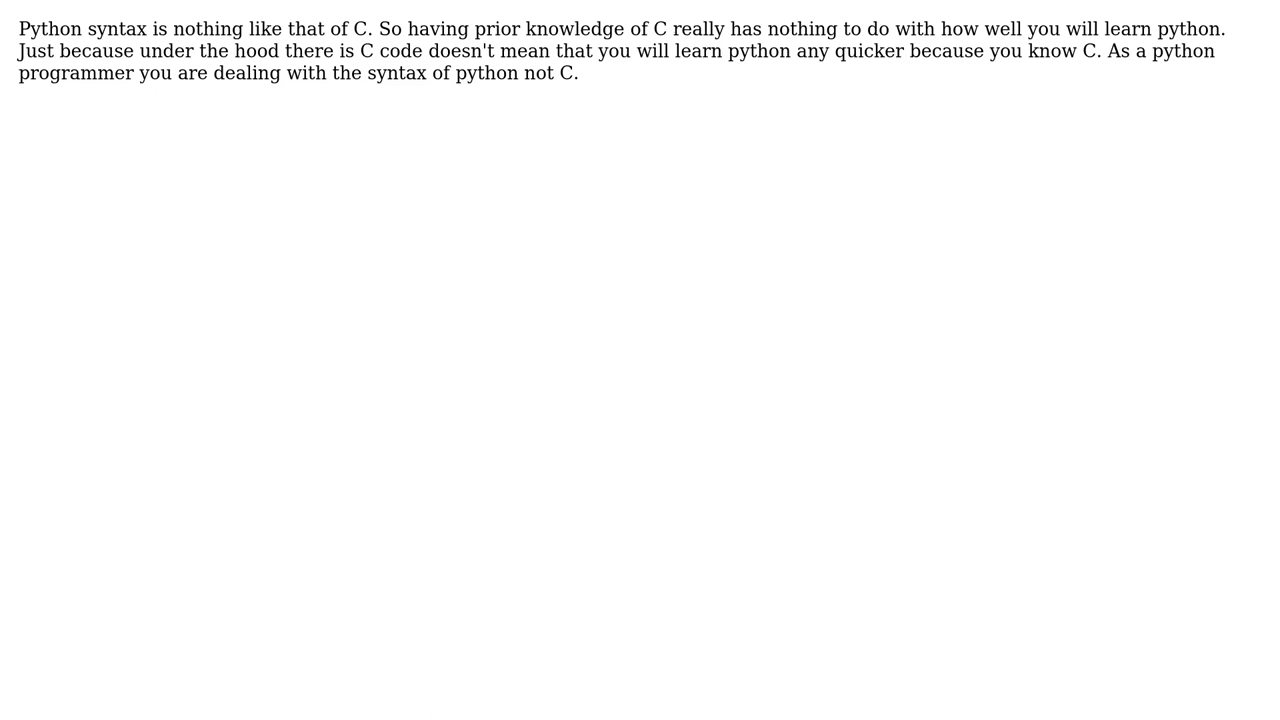 Python syntax is nothing like that of C. So having prior knowledge of C really has nothing to do with how well you will learn python.
Just because under the hood there is C code doesn't mean that you will learn python any quicker because you know C. As a python
programmer you are dealing with the syntax of python not C.